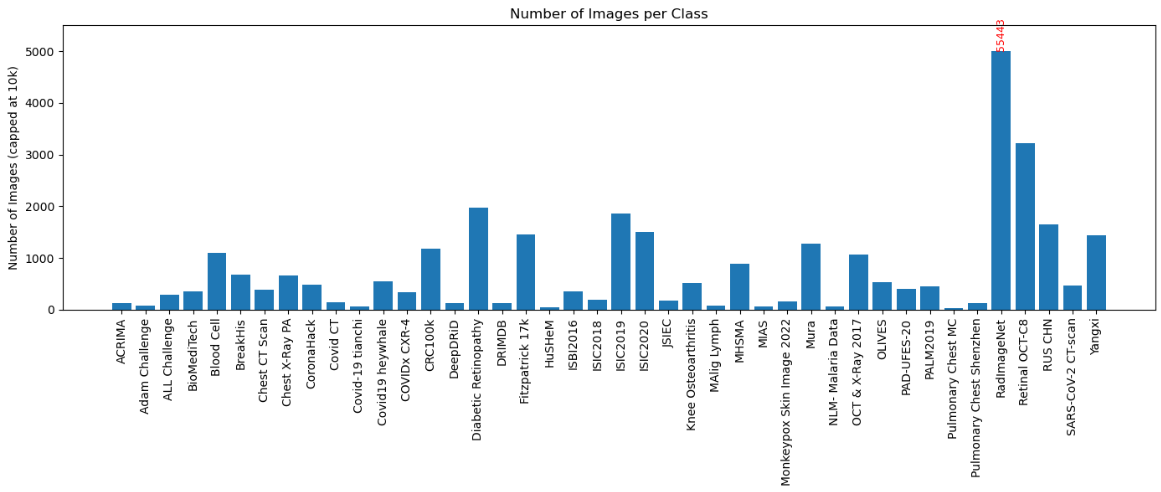 Number of Images per Class
Number of Images (capped at 10k)
5000
4000
3000
2000
1000
0
55443
ACRIMA
Adam Challenge
ALL Challenge
BioMediTech
Blood Cell
BreakHis
Chest CT Scan
Chest X-Ray PA
CoronaHack
Covid CT
Covid-19 tianchi
Covid19 heywhale
COVIDx CXR-4
CRC100k
DeepDRiD
Diabetic Retinopathy
DRIMDB
Fitzpatrick 17k
HuSHeM
ISBI2016
ISIC2018
ISIC2019
ISIC2020
JSIEC
Knee Osteoarthritis
MAlig Lymph
MHSMA
MIAS
Monkeypox Skin Image 2022
Mura
NLM- Malaria Data
OCT & X-Ray 2017
OLIVES
PAD-UFES-20
PALM2019
Pulmonary Chest MC
Pulmonary Chest Shenzhen
RadImageNet
Retinal OCT-C8
RUS CHN
SARS-CoV-2 CT-scan
Yangxi